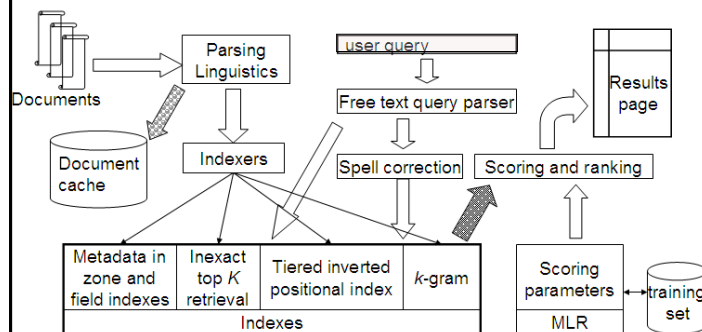 Documents
Parsing
Linguistics
user query
Results
page
Free text query parser
Document
cache
Indexers
Spell correction
Scoring and ranking
Metadata in
zone and
field indexes
Inexact
top K
retrieval
Tiered inverted
positional index
k-gram
Indexes
Scoring
parameters
MLR
training
set